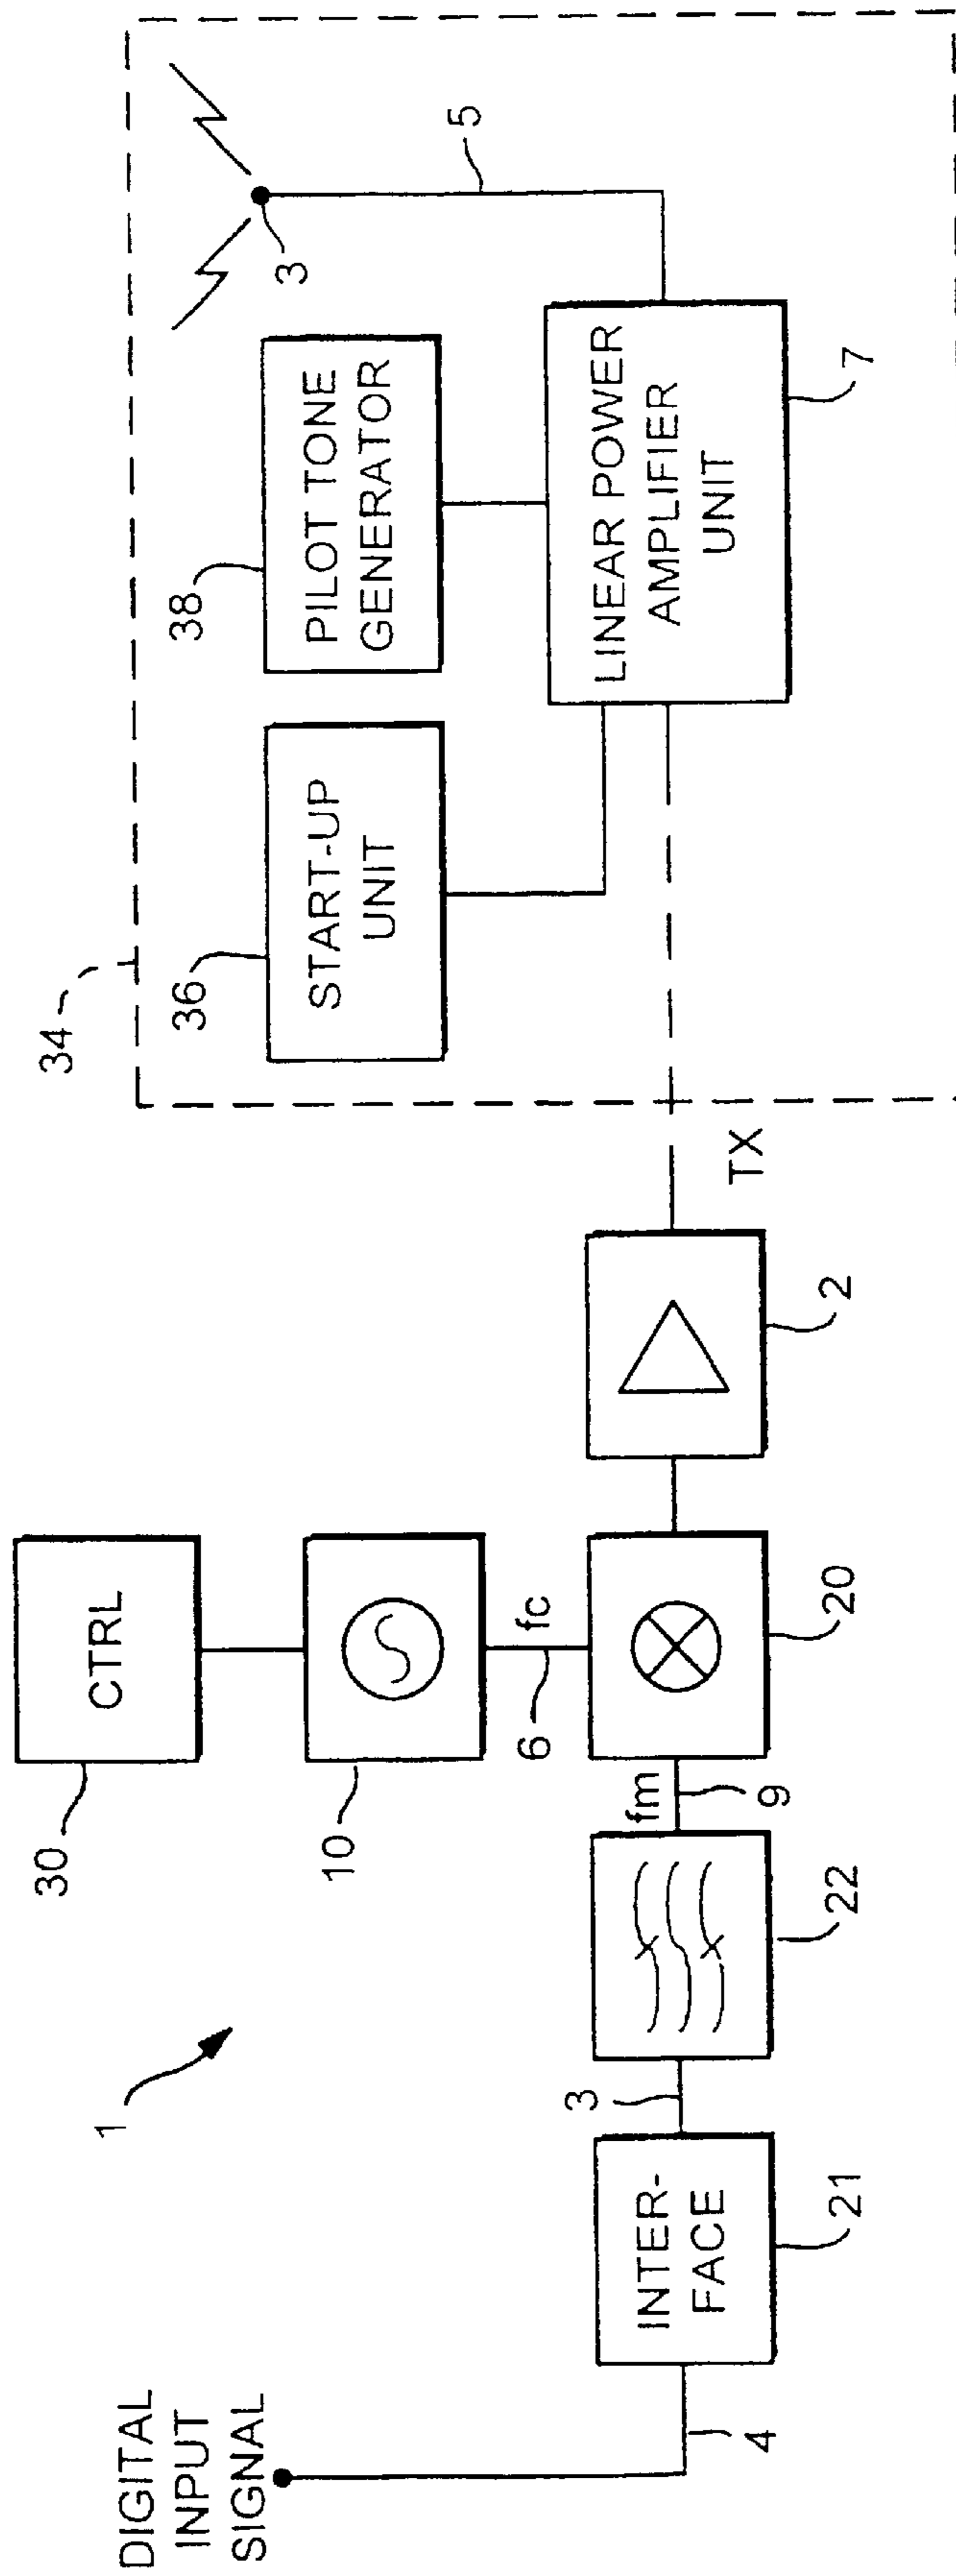 DIGITAL
INPUT
SIGNAL
4
INTER-
FACE
21
3
22
1
fm
9
30
CTRL
10
6
fc
20
2
TX
34
36
START-UP
UNIT
38
PILOT TONE
GENERATOR
LINEAR POWER
AMPLIFIER
UNIT
7
3
5